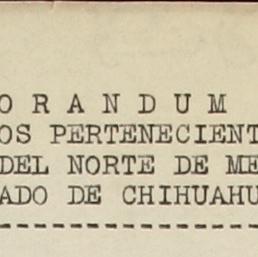 ORANDUM
OS PERTENECIENT
DEL NORTE DE ME
ADO DE CHIHUAHU